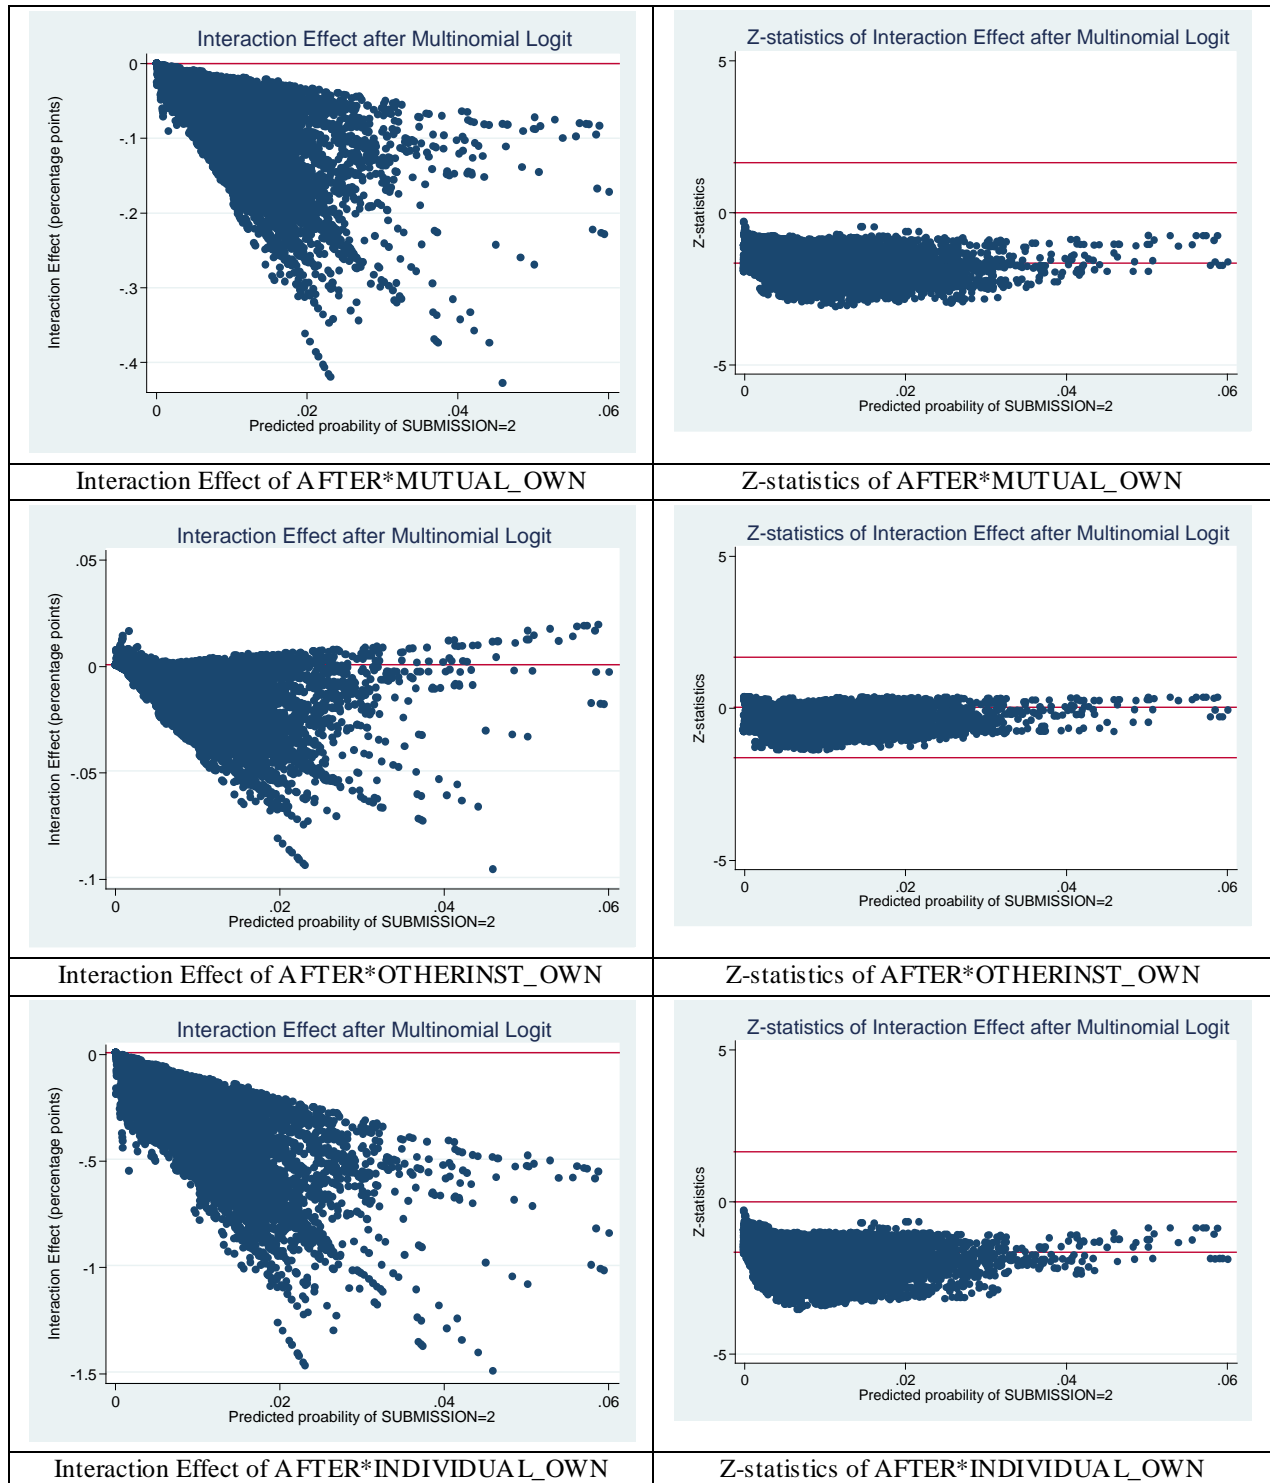 Interaction Effect after Multinomial Logit
Interaction Effect (percentage points)
0
-.1
-.2
-.3
-.4
0 .02 .04 .06
Predicted proability of SUBMISSION=2
Z-statistics of Interaction Effect after Multinomial Logit
Z-statistics
5
0
-5
0 .02 .04 .06
Predicted proability of SUBMISSION=2
Interaction Effect of AFTER*MUTUAL_OWN
Z-statistics of AFTER*MUTUAL_OWN
Interaction Effect after Multinomial Logit
Interaction Effect (percentage points)
.05
0
-.05
-.1
0 .02 .04 .06
Predicted proability of SUBMISSION=2
Z-statistics of Interaction Effect after Multinomial Logit
Z-statistics
5
0
-5
0 .02 .04 .06
Predicted proability of SUBMISSION=2
Interaction Effect of AFTER*OTHERINST_OWN
Z-statistics of AFTER*OTHERINST_OWN
Interaction Effect after Multinomial Logit
Interaction Effect (percentage points)
0
-.5
-1
-1.5
0 .02 .04 .06
Predicted proability of SUBMISSION=2
Z-statistics of Interaction Effect after Multinomial Logit
Z-statistics
5
0
-5
0 .02 .04 .06
Predicted proability of SUBMISSION=2
Interaction Effect of AFTER*INDIVIDUAL_OWN
Z-statistics of AFTER*INDIVIDUAL_OWN